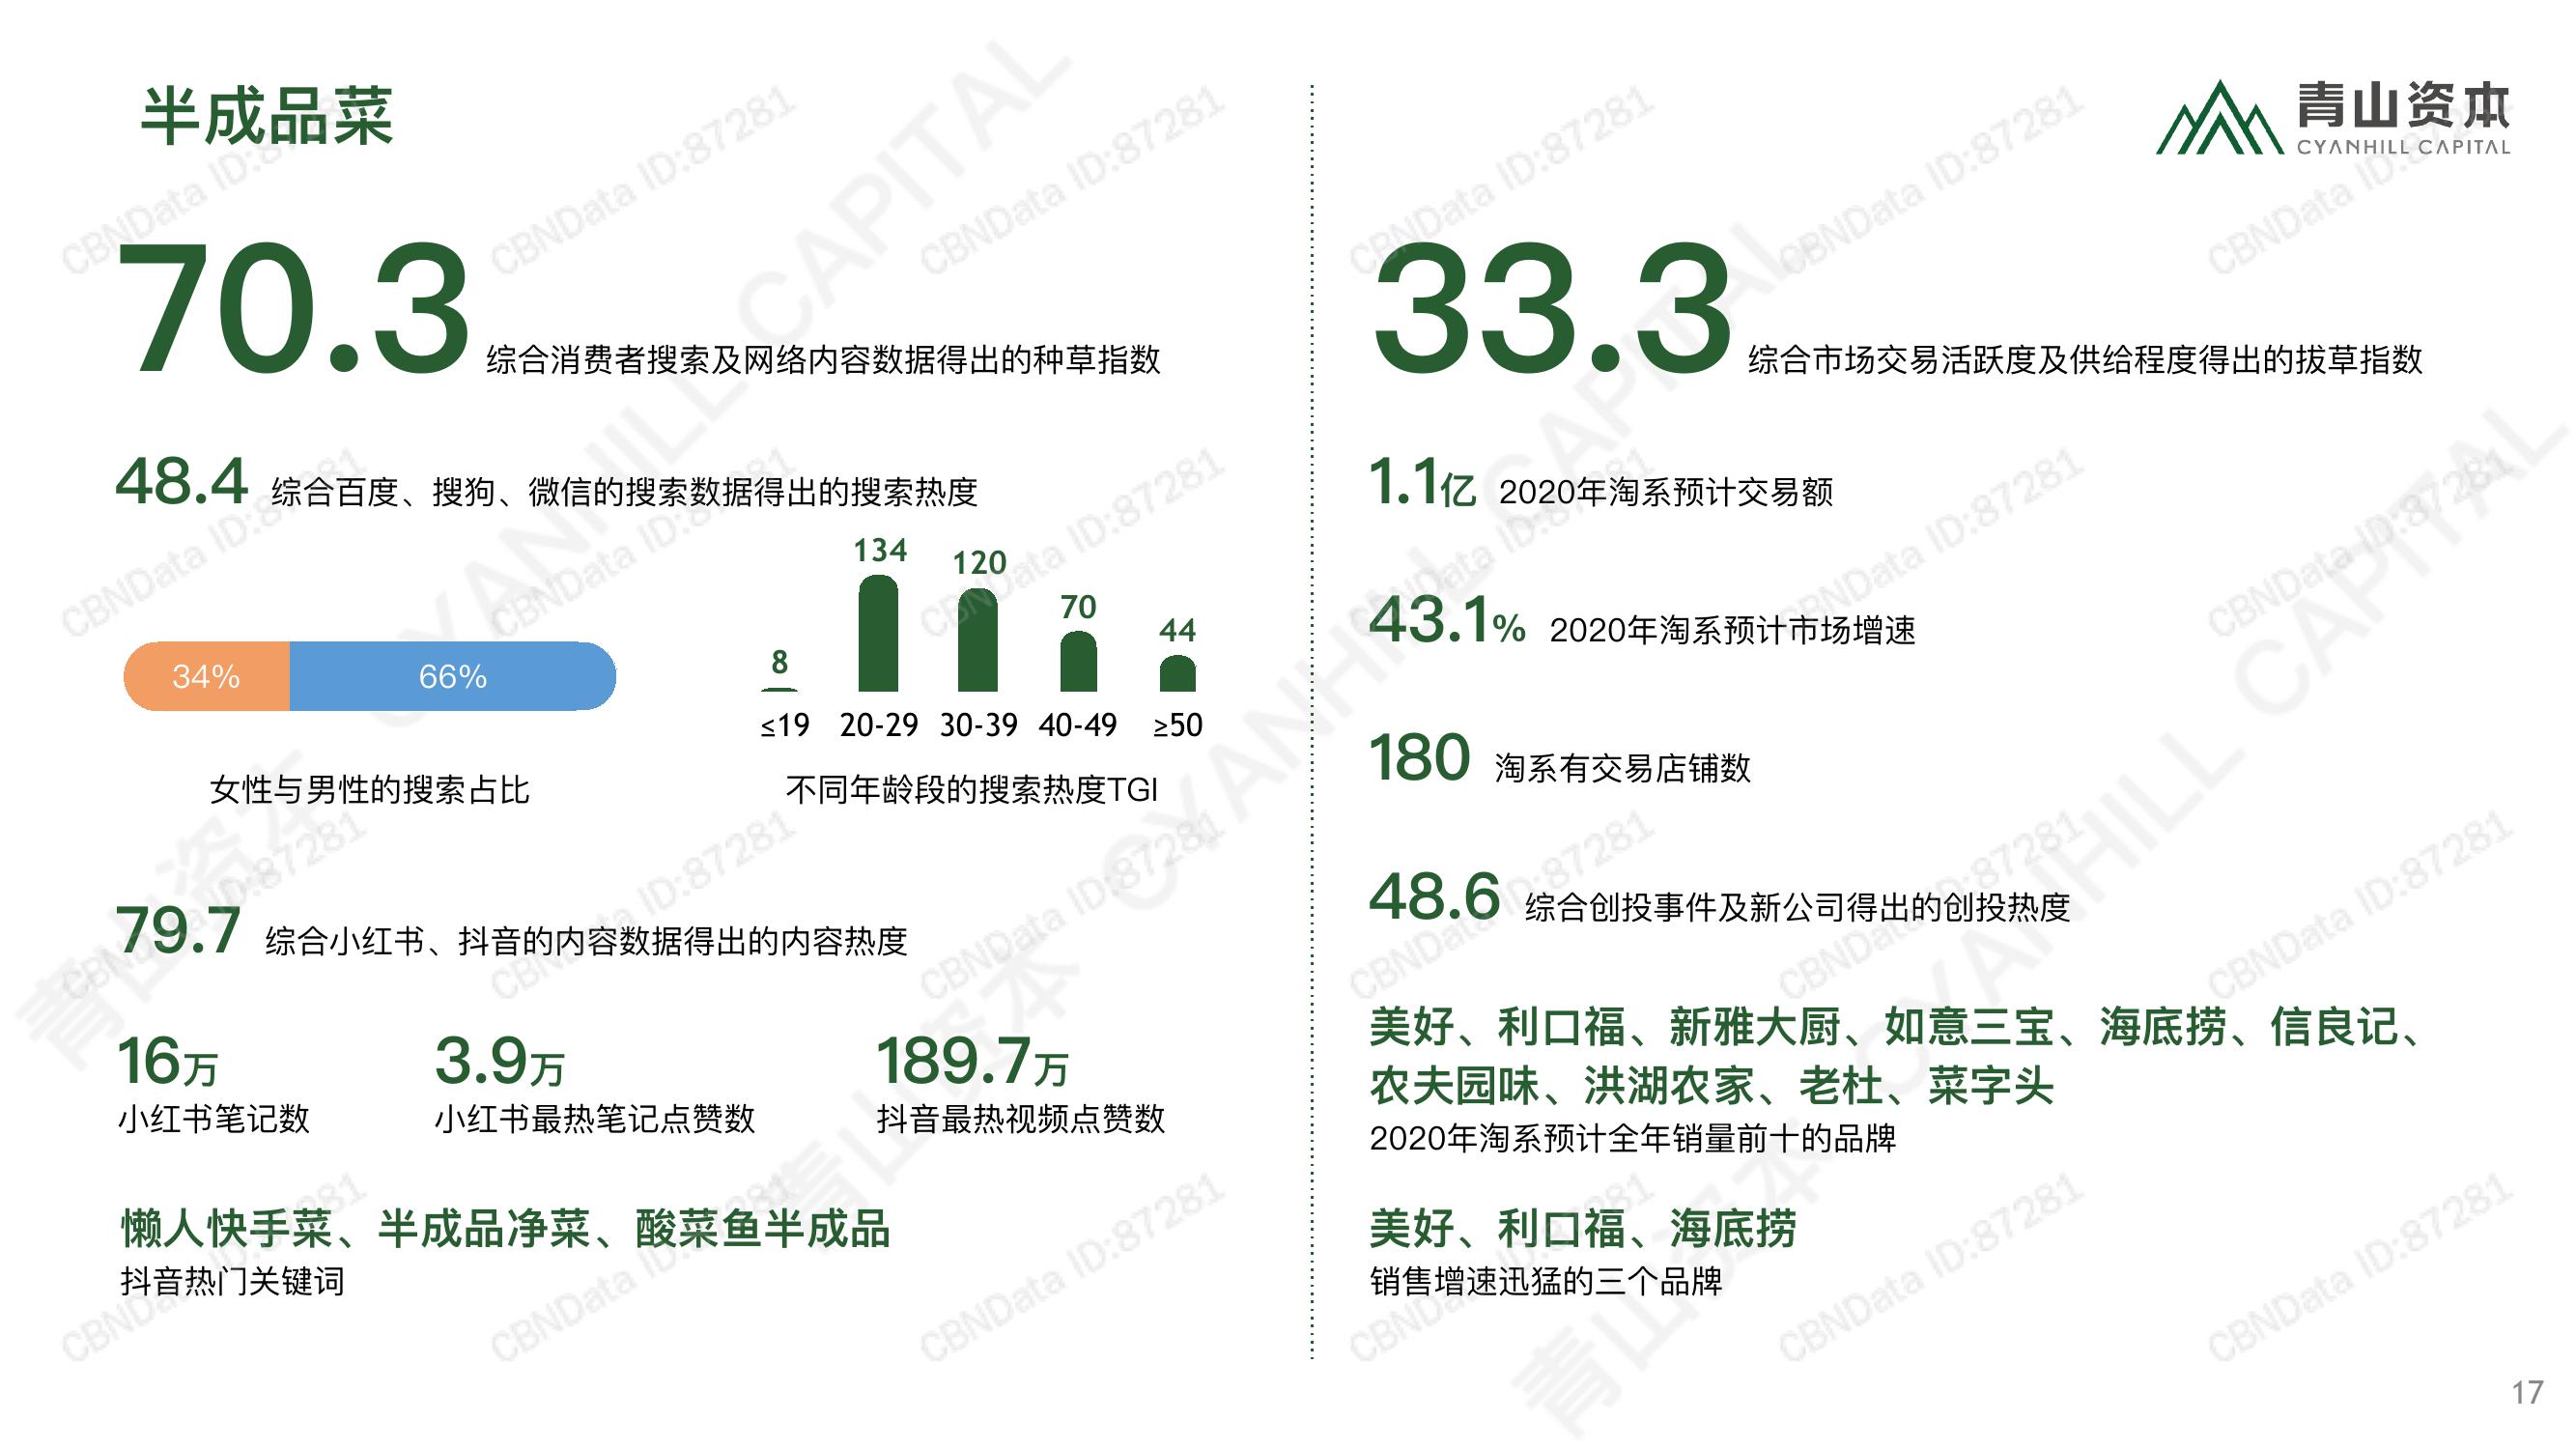 半成品菜
青山资本
CYANHILL CAPITAL
70.3 综合消费者搜索及网络内容数据得出的种草指数
48.4 综合百度、搜狗、微信的搜索数据得出的搜索热度
34% 66%
女性与男性的搜索占比
8 134 120 70 44
≤19 20-29 30-39 40-49 ≥50
不同年龄段的搜索热度TGI
79.7 综合小红书、抖音的内容数据得出的内容热度
16万 3.9万 189.7万
小红书笔记数 小红书最热笔记点赞数 抖音最热视频点赞数
懒人快手菜、半成品净菜、酸菜鱼半成品
抖音热门关键词
33.3 综合市场交易活跃度及供给程度得出的拔草指数
1.1亿 2020年淘系预计交易额
43.1% 2020年淘系预计市场增速
180 淘系有交易店铺数
48.6 综合创投事件及新公司得出的创投热度
美好、利口福、新雅大厨、如意三宝、海底捞、信良记、
农夫园味、洪湖农家、老杜、菜字头
2020年淘系预计全年销量前十的品牌
美好、利口福、海底捞
销售增速迅猛的三个品牌
17
青山资本 CYANHILL CAPITAL
CBNData ID:87281